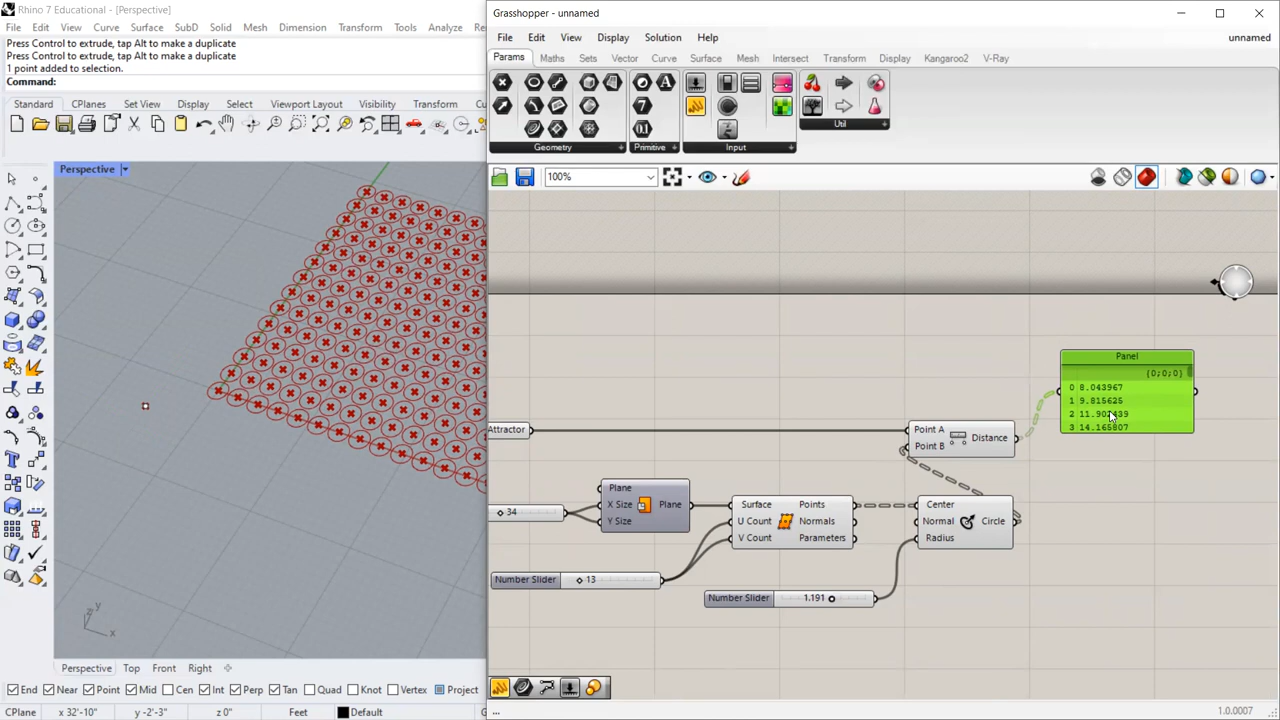 Rhino 7 Educational - [Perspective]
File Edit View Curve Surface SubD Solid Mesh Dimension Transform Tools Analyze
Press Control to extrude, tap Alt to make a duplicate
Press Control to extrude, tap Alt to make a duplicate
1 point added to selection.
Command:
Standard CPlanes Set View Display Select Viewport Layout Visibility Transform Cu
Perspective
z
y
x
Perspective Top Front Right
End Near Point Mid Cen Int Perp Tan Quad Knot Vertex Project
CPlane x 32'-10" y -2'-3" z 0" Feet Default
Grasshopper - unnamed
File Edit View Display Solution Help unnamed
Params Maths Sets Vector Curve Surface Mesh Intersect Transform Display Kangaroo2 V-Ray
Geometry Primitive Input Util
100%
Panel
{0;0;0}
0 8.043967
1 9.815625
2 11.902439
3 14.165807
Attractor
Point A
Point B
Distance
Plane
X Size
Y Size
Plane
34
Surface
U Count
V Count
Points
Normals
Parameters
Center
Normal
Radius
Circle
Number Slider 13
Number Slider 1.191
... 1.0.0007